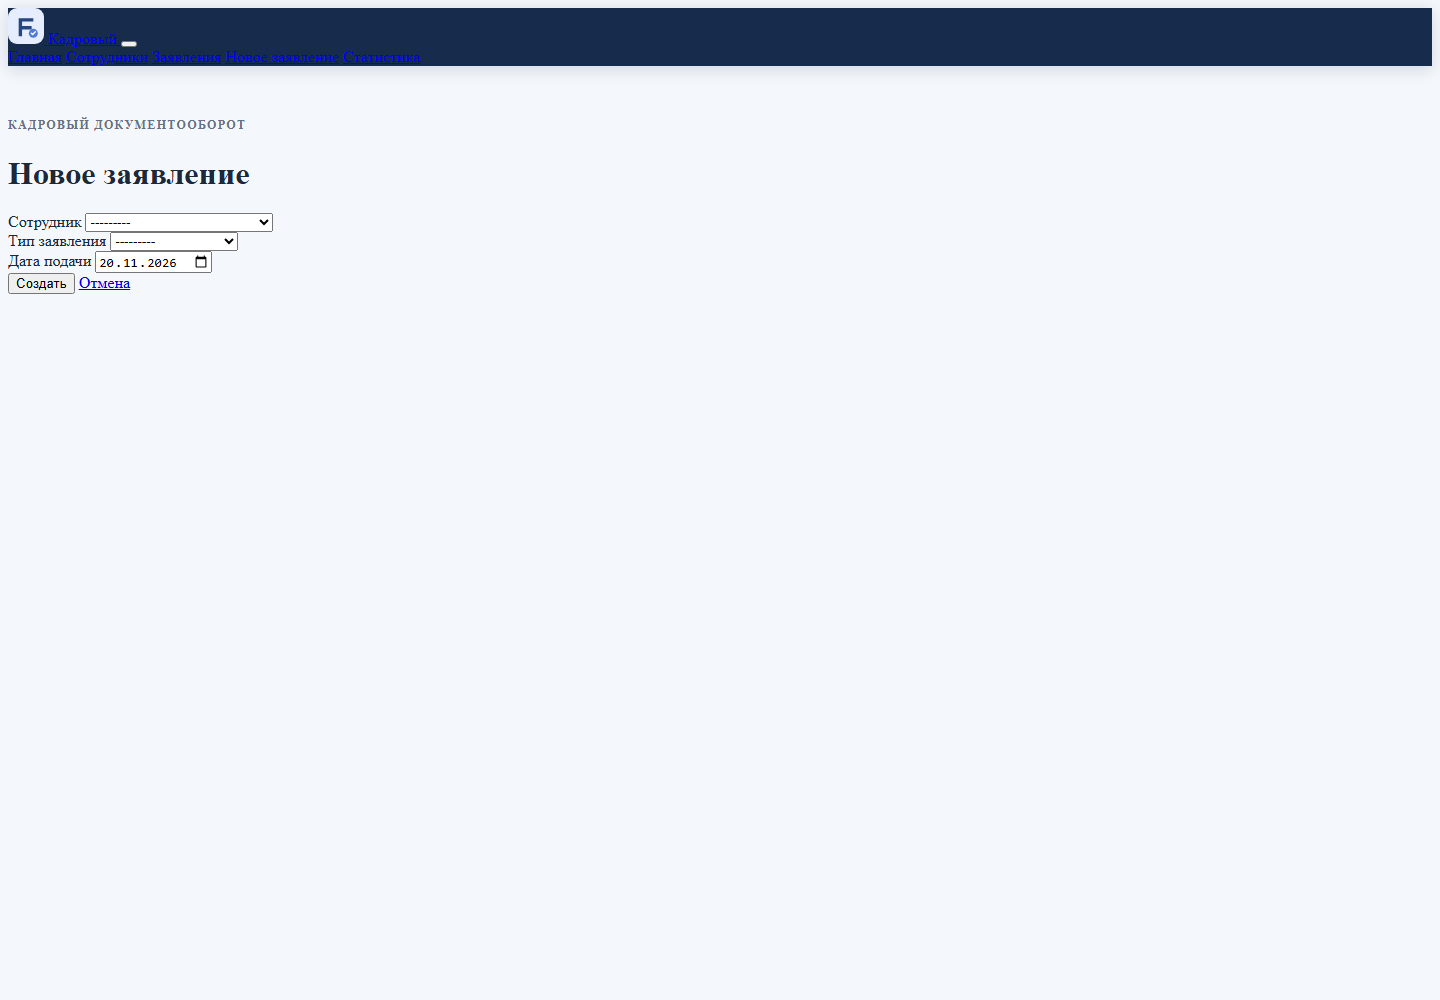 F Кадровый
Главная Сотрудники Заявления Новое заявление Статистика
КАДРОВЫЙ ДОКУМЕНТООБОРОТ
Новое заявление
Сотрудник ---------
Тип заявления ---------
Дата подачи 20.11.2026
Создать Отмена